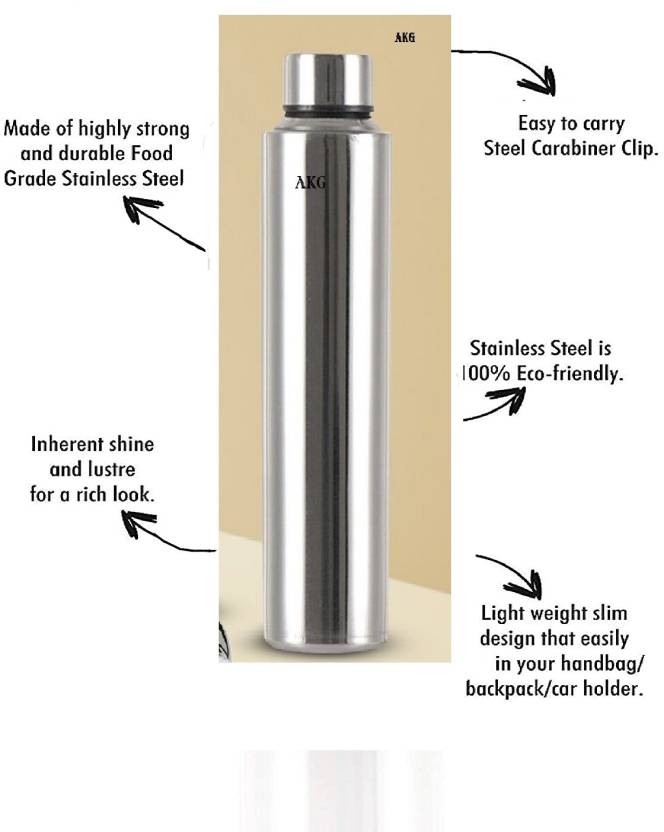 AKG
Easy to carry
Steel Carabiner Clip.
Made of highly strong
and durable Food
Grade Stainless Steel
AKG
Stainless Steel is
100% Eco-friendly.
Inherent shine
and lustre
for a rich look.
Light weight slim
design that easily
in your handbag/
backpack/car holder.